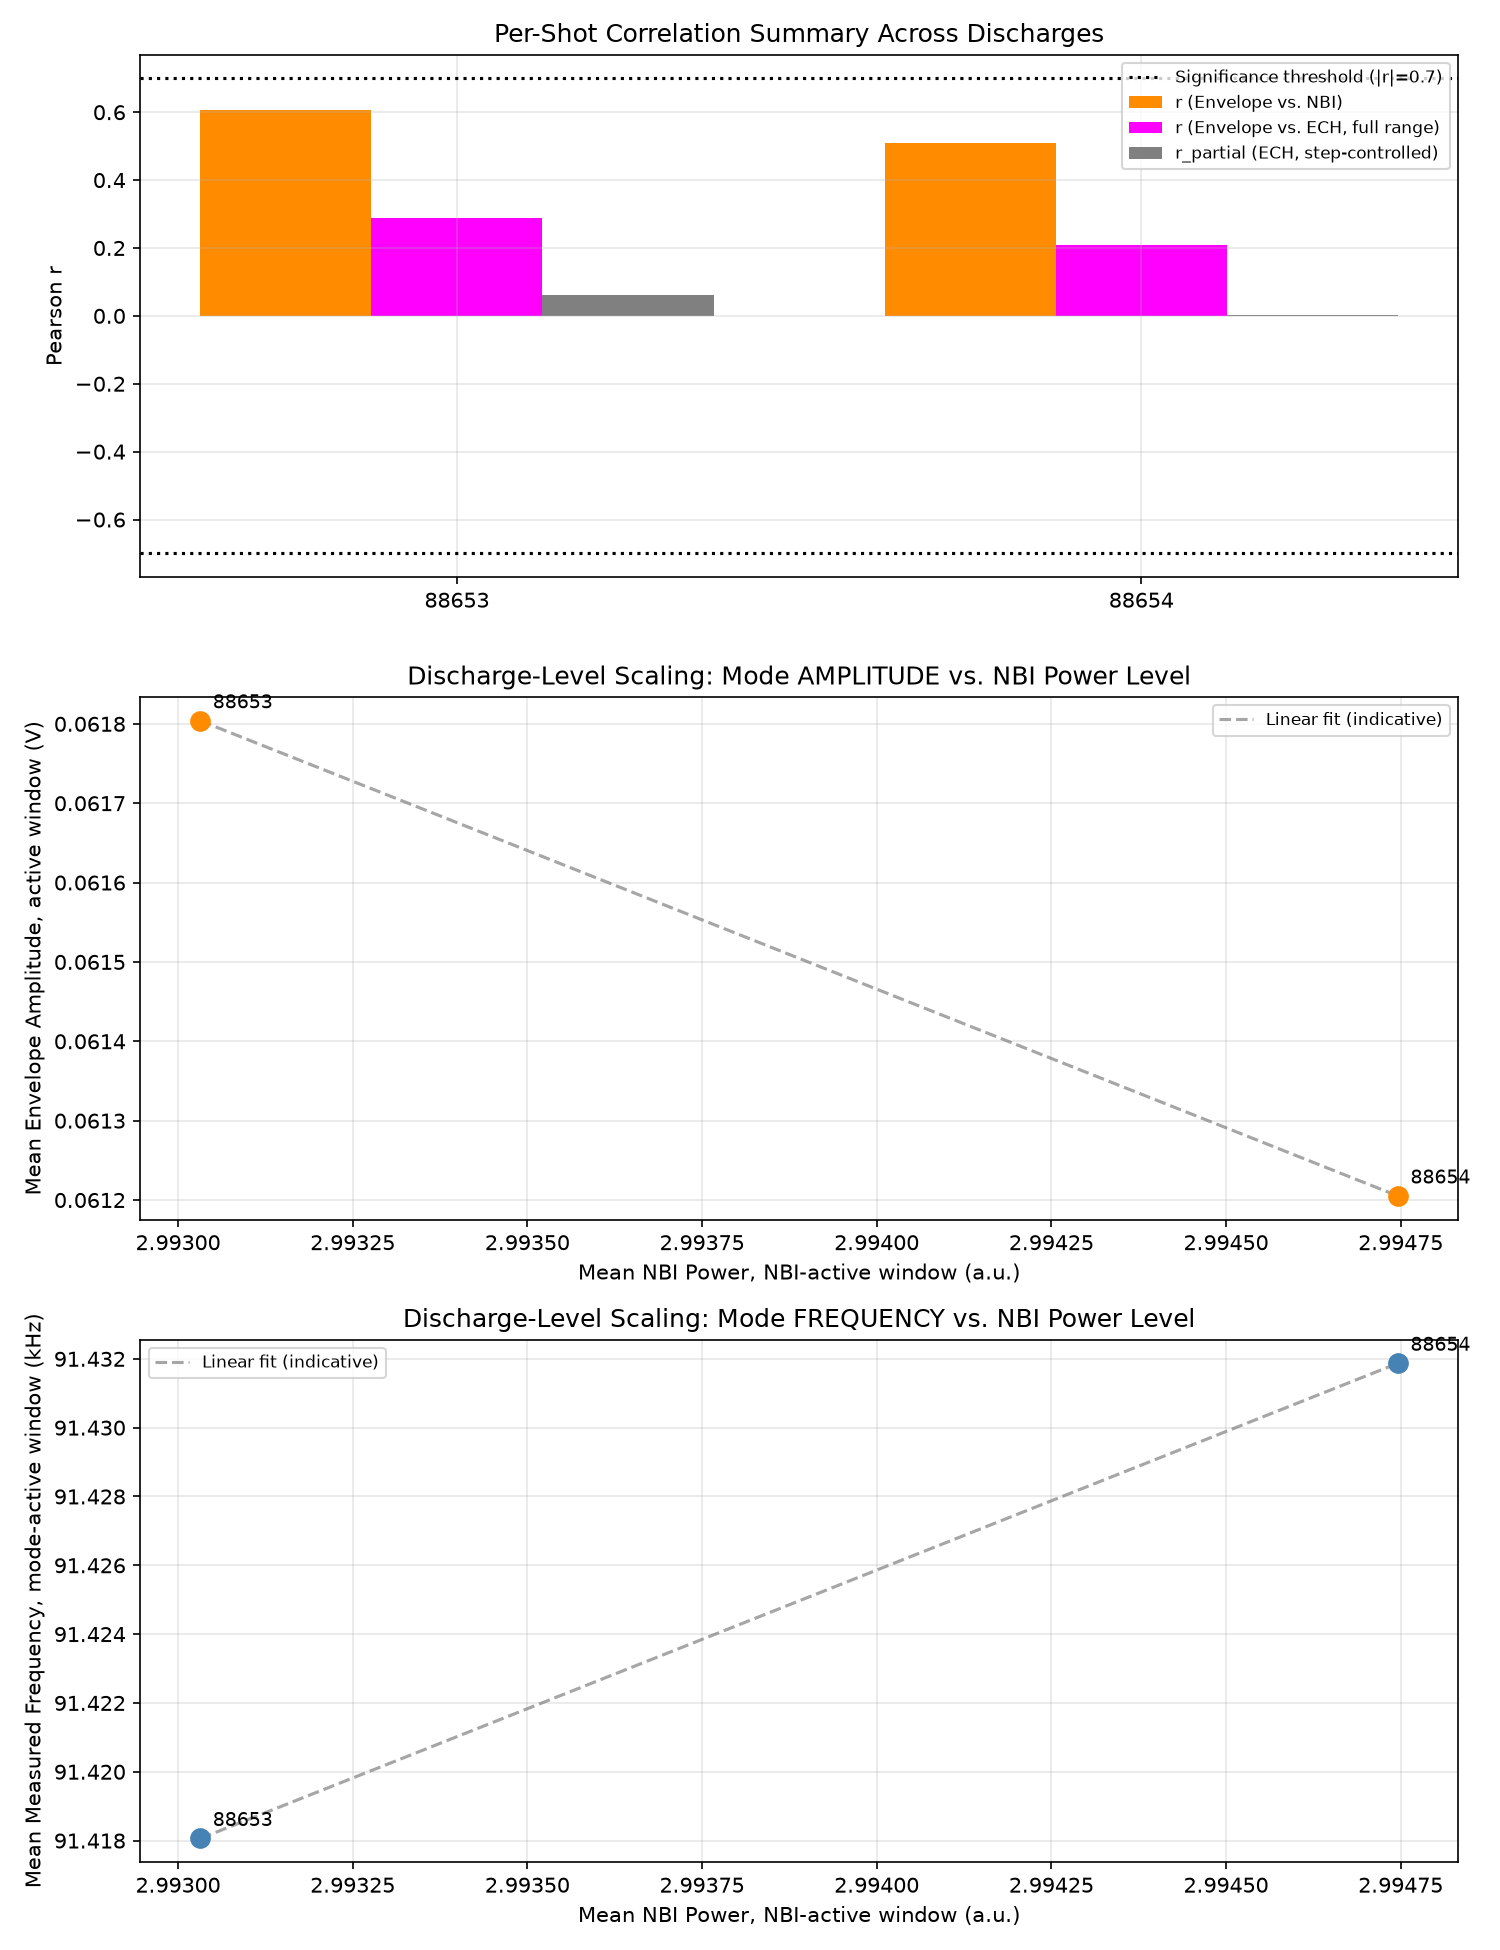 Per-Shot Correlation Summary Across Discharges
Significance threshold (|r|=0.7)
r (Envelope vs. NBI)
r (Envelope vs. ECH, full range)
r_partial (ECH, step-controlled)
Pearson r
0.6
0.4
0.2
0.0
−0.2
−0.4
−0.6
88653 88654
Discharge-Level Scaling: Mode AMPLITUDE vs. NBI Power Level
Linear fit (indicative)
Mean Envelope Amplitude, active window (V)
0.0618
0.0617
0.0616
0.0615
0.0614
0.0613
0.0612
88653
88654
2.99300 2.99325 2.99350 2.99375 2.99400 2.99425 2.99450 2.99475
Mean NBI Power, NBI-active window (a.u.)
Discharge-Level Scaling: Mode FREQUENCY vs. NBI Power Level
Linear fit (indicative)
Mean Measured Frequency, mode-active window (kHz)
91.432
91.430
91.428
91.426
91.424
91.422
91.420
91.418
88654
88653
2.99300 2.99325 2.99350 2.99375 2.99400 2.99425 2.99450 2.99475
Mean NBI Power, NBI-active window (a.u.)